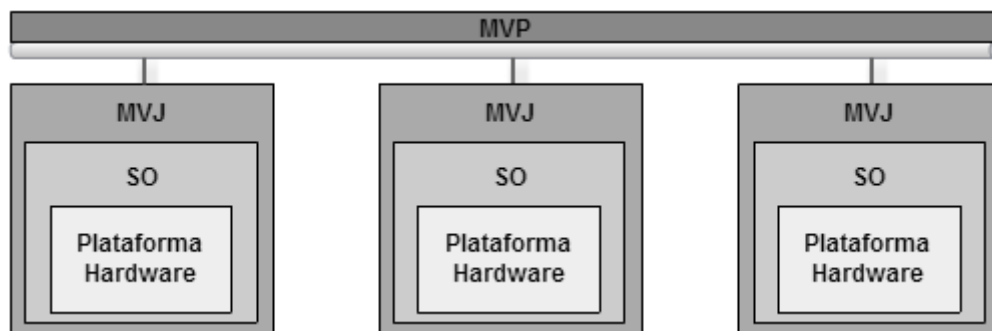 MVP
MVJ
MVJ
MVJ
SO
SO
SO
Plataforma
Hardware
Plataforma
Hardware
Plataforma
Hardware